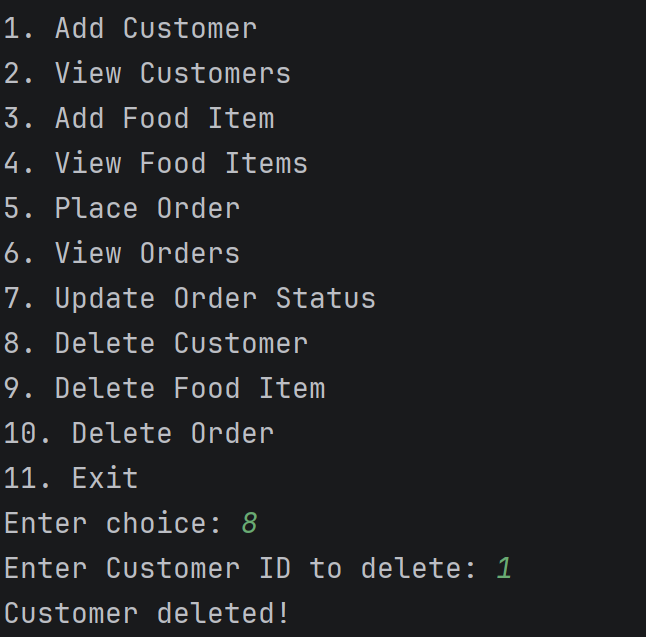 1. Add Customer
2. View Customers
3. Add Food Item
4. View Food Items
5. Place Order
6. View Orders
7. Update Order Status
8. Delete Customer
9. Delete Food Item
10. Delete Order
11. Exit
Enter choice: 8
Enter Customer ID to delete: 1
Customer deleted!